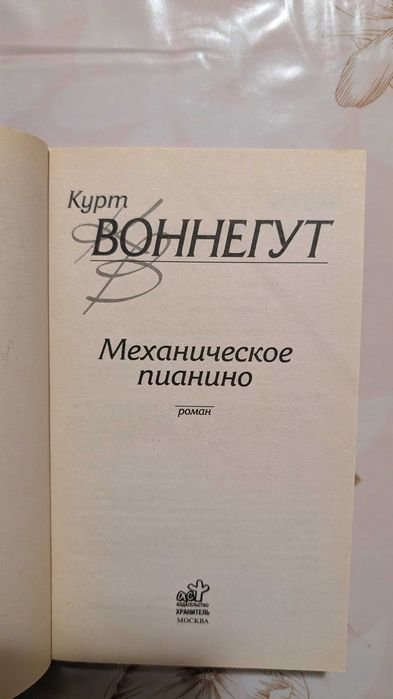 Курт
ВОННЕГУТ
Механическое
пианино
роман
аст
ИЗДАТЕЛЬСТВО
ХРАНИТЕЛЬ
МОСКВА